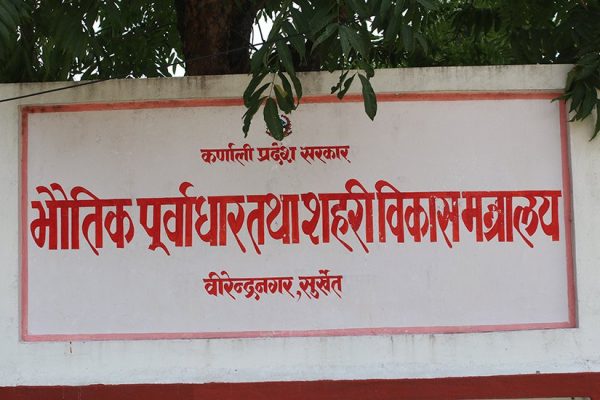 कर्णाली प्रदेश सरकार
भौतिक पुर्वाधार तथा शहरी विकास मन्त्रालय
वीरेन्द्रनगर, सुर्खेत